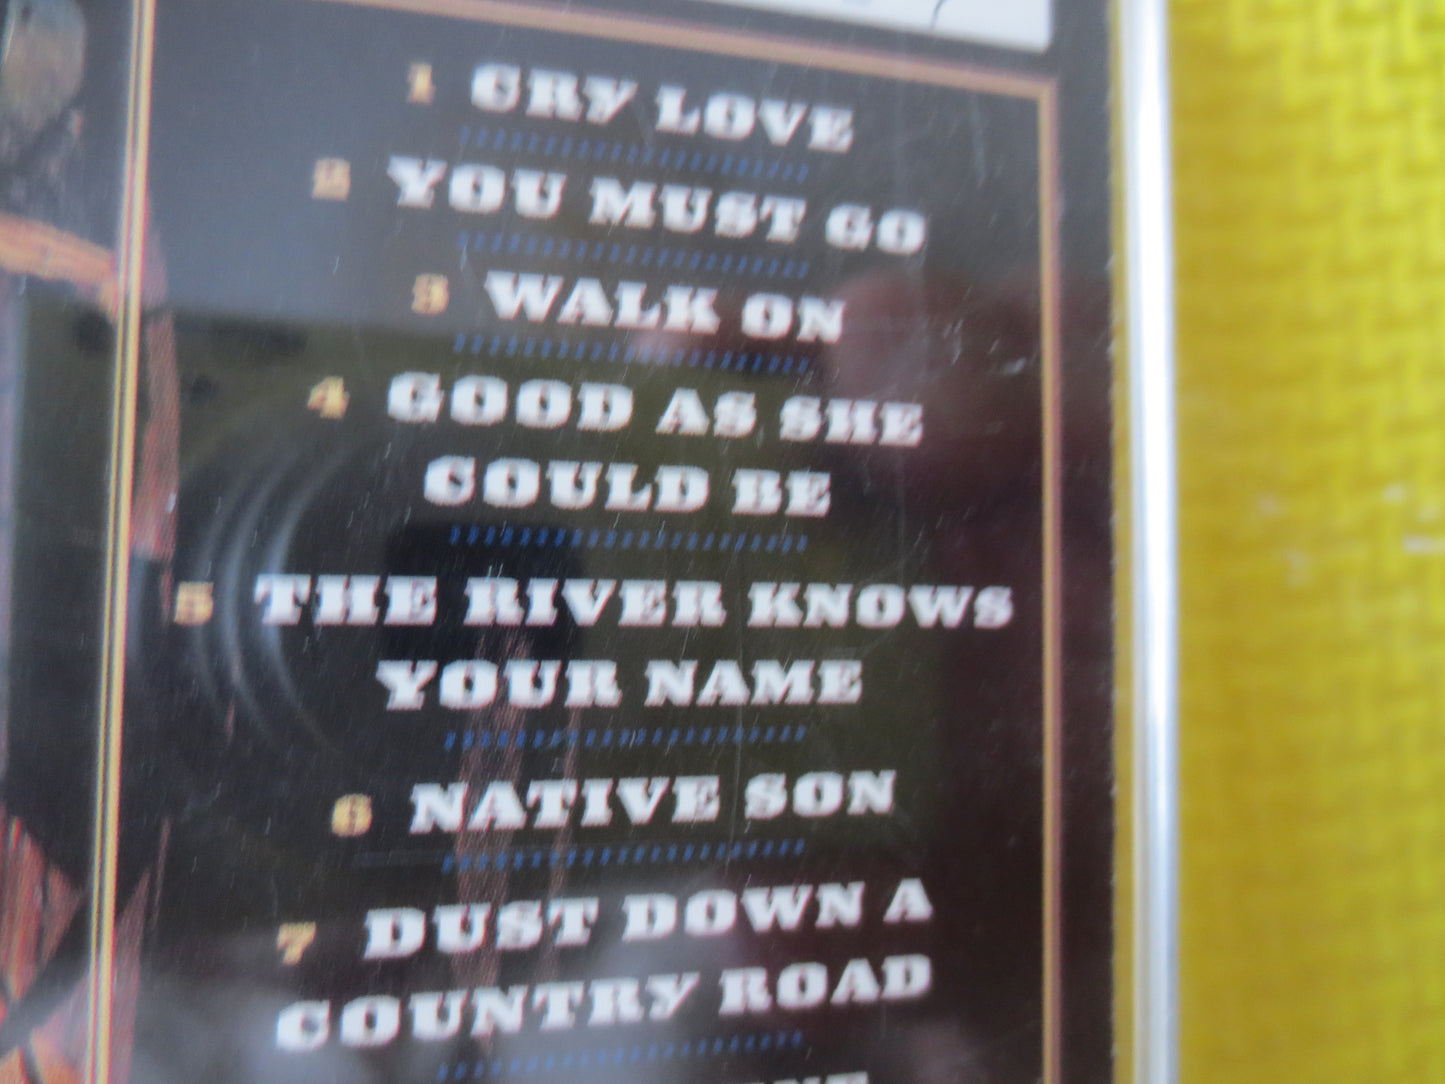 1 CRY LOVE
2 YOU MUST GO
3 WALK ON
4 GOOD AS SHE
COULD BE
5 THE RIVER KNOWS
YOUR NAME
6 NATIVE SON
7 DUST DOWN A
COUNTRY ROAD